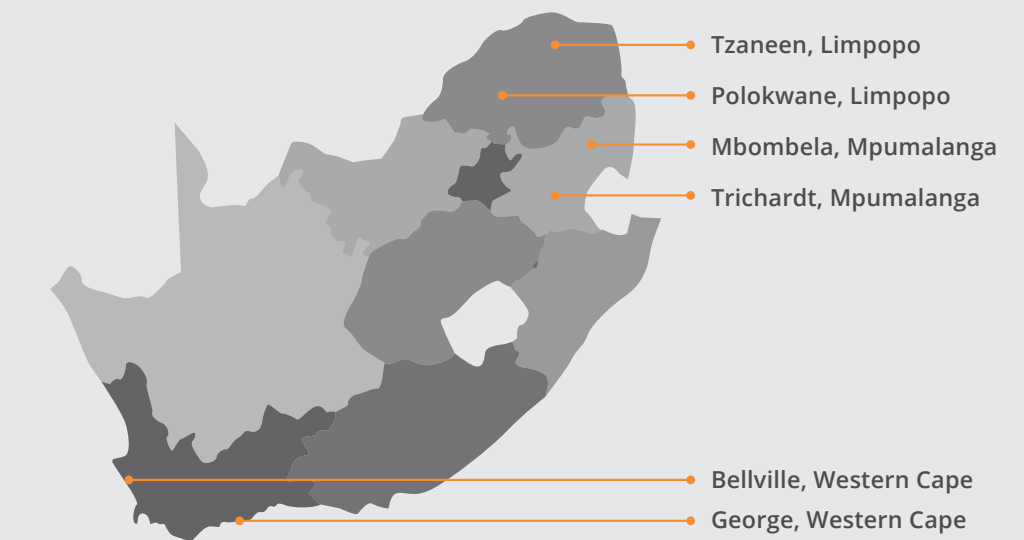 Tzaneen, Limpopo
Polokwane, Limpopo
Mbombela, Mpumalanga
Trichardt, Mpumalanga
Bellville, Western Cape
George, Western Cape